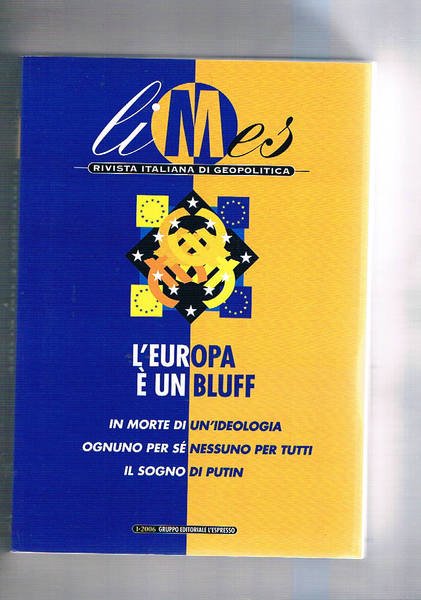 liMes
RIVISTA ITALIANA DI GEOPOLITICA
L'EUROPA
È UN BLUFF
IN MORTE DI UN'IDEOLOGIA
OGNUNO PER SÉ NESSUNO PER TUTTI
IL SOGNO DI PUTIN
1•2006 GRUPPO EDITORIALE L'ESPRESSO